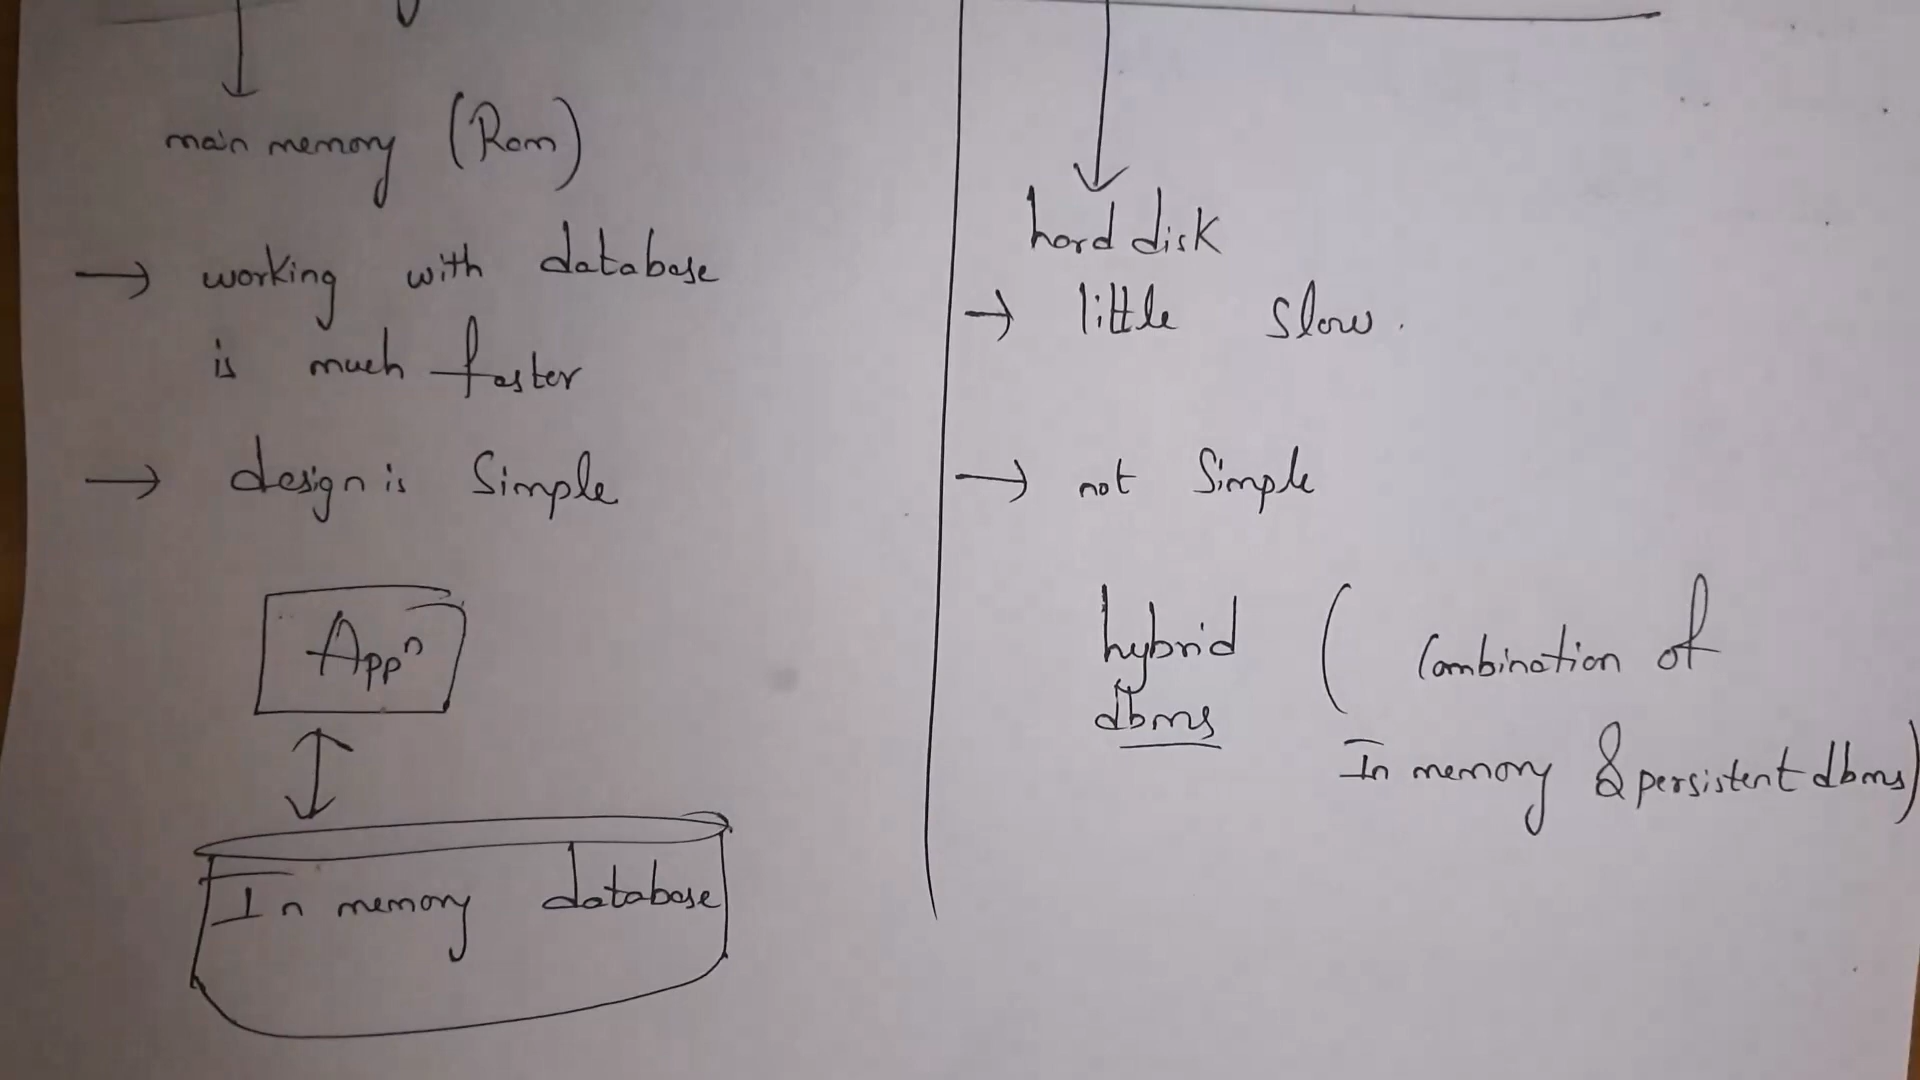 main memory (Ram)
→ working with database
is much faster
→ design is Simple
Appⁿ
In memory database
hard disk
→ little slow.
→ not Simple
hybrid ( Combination of
dbms
In memory & persistent dbms)